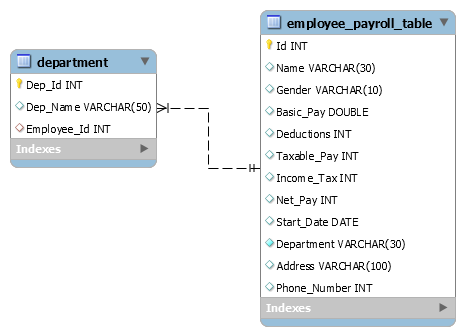 department
Dep_Id INT
Dep_Name VARCHAR(50)
Employee_Id INT
Indexes
employee_payroll_table
Id INT
Name VARCHAR(30)
Gender VARCHAR(10)
Basic_Pay DOUBLE
Deductions INT
Taxable_Pay INT
Income_Tax INT
Net_Pay INT
Start_Date DATE
Department VARCHAR(30)
Address VARCHAR(100)
Phone_Number INT
Indexes